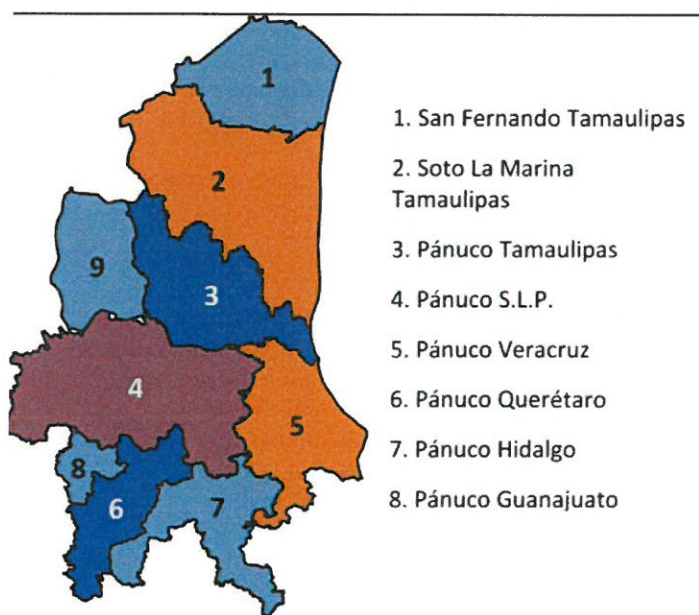 1
2
9
3
4
5
8
6
7
1. San Fernando Tamaulipas
2. Soto La Marina
Tamaulipas
3. Pánuco Tamaulipas
4. Pánuco S.L.P.
5. Pánuco Veracruz
6. Pánuco Querétaro
7. Pánuco Hidalgo
8. Pánuco Guanajuato